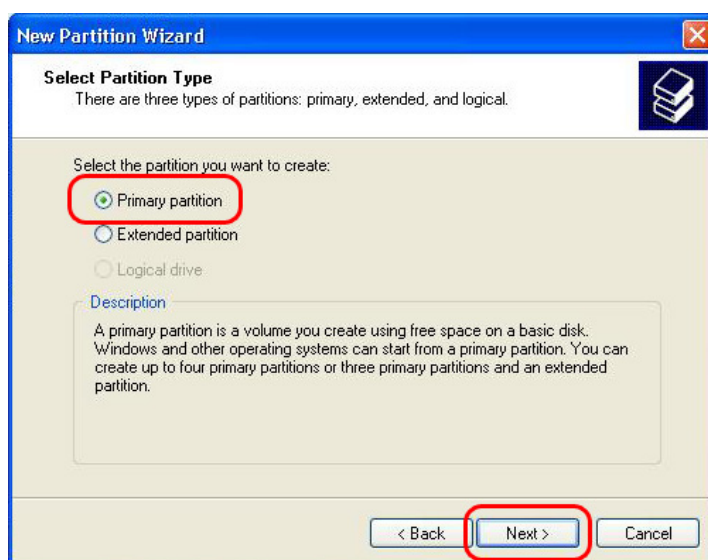 New Partition Wizard
Select Partition Type
There are three types of partitions: primary, extended, and logical.
Select the partition you want to create:
Primary partition
Extended partition
Logical drive
Description
A primary partition is a volume you create using free space on a basic disk.
Windows and other operating systems can start from a primary partition. You can
create up to four primary partitions or three primary partitions and an extended
partition.
< Back
Next >
Cancel